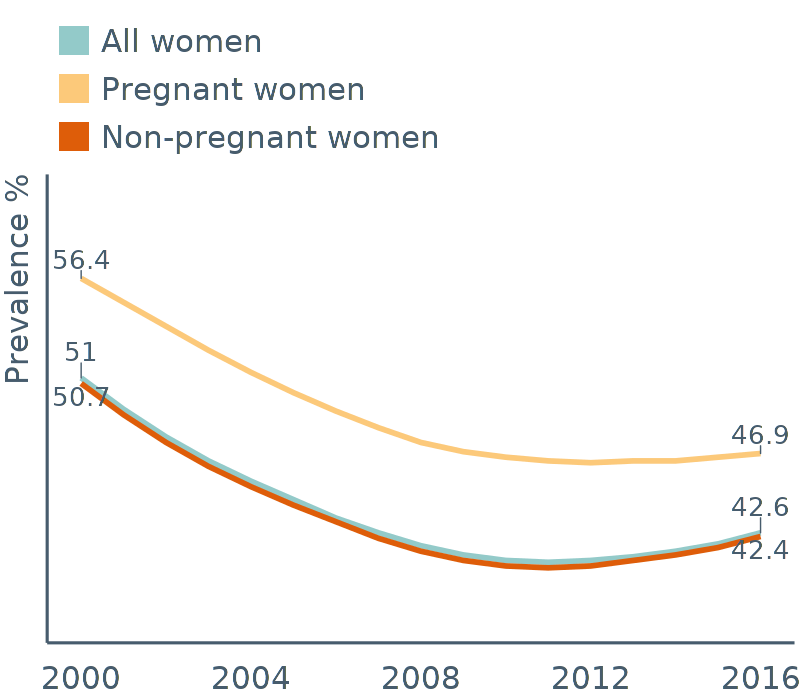 All women
Pregnant women
Non-pregnant women
Prevalence %
56.4
51
50.7
46.9
42.6
42.4
2000 2004 2008 2012 2016